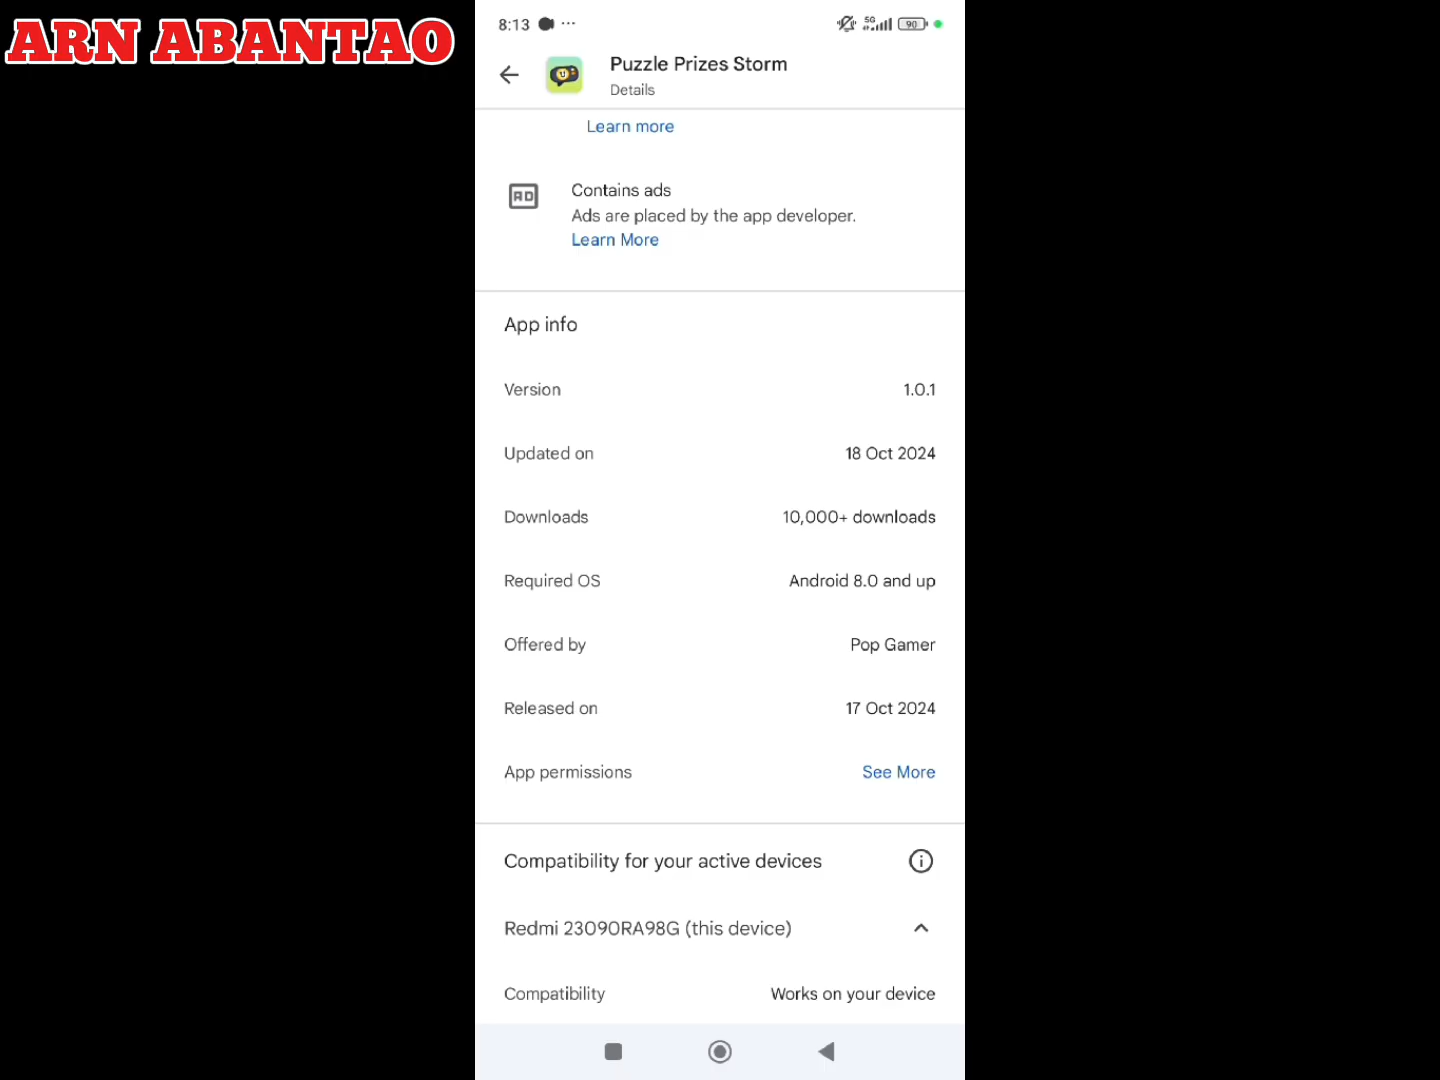 ARN ABANTAO
8:13
5G
90
Puzzle Prizes Storm
Details
Learn more
AD
Contains ads
Ads are placed by the app developer.
Learn More
App info
Version 1.0.1
Updated on 18 Oct 2024
Downloads 10,000+ downloads
Required OS Android 8.0 and up
Offered by Pop Gamer
Released on 17 Oct 2024
App permissions See More
Compatibility for your active devices
Redmi 23090RA98G (this device)
Compatibility Works on your device